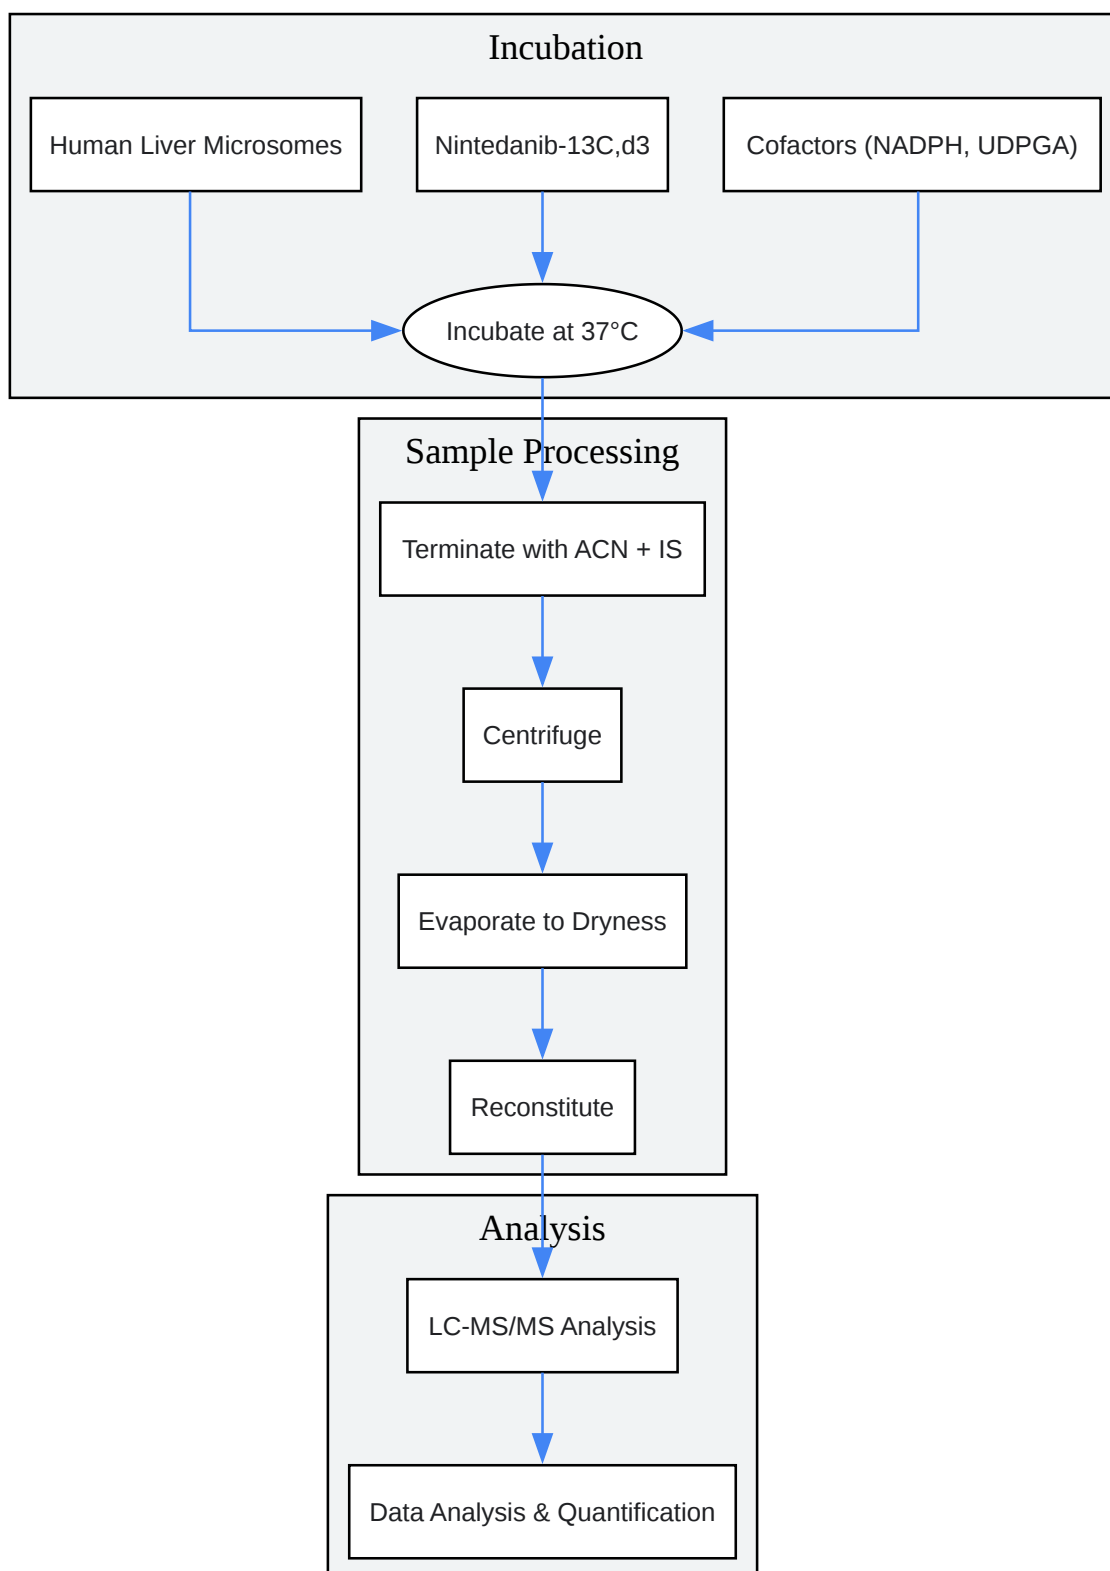 Incubation
Human Liver Microsomes
Nintedanib-13C,d3
Cofactors (NADPH, UDPGA)
Incubate at 37°C
Sample Processing
Terminate with ACN + IS
Centrifuge
Evaporate to Dryness
Reconstitute
Analysis
LC-MS/MS Analysis
Data Analysis & Quantification